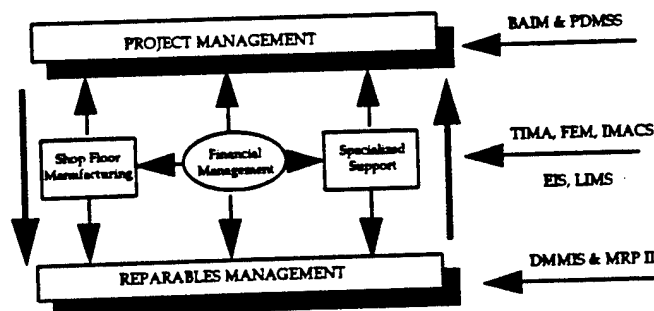 BAIM & PDMSS
PROJECT MANAGEMENT
Shop Floor
Manufacturing
Financial
Management
Specialized
Support
TIMA, FEM, IMACS
EIS, LIMS
REPARABLES MANAGEMENT
DMMIS & MRP II